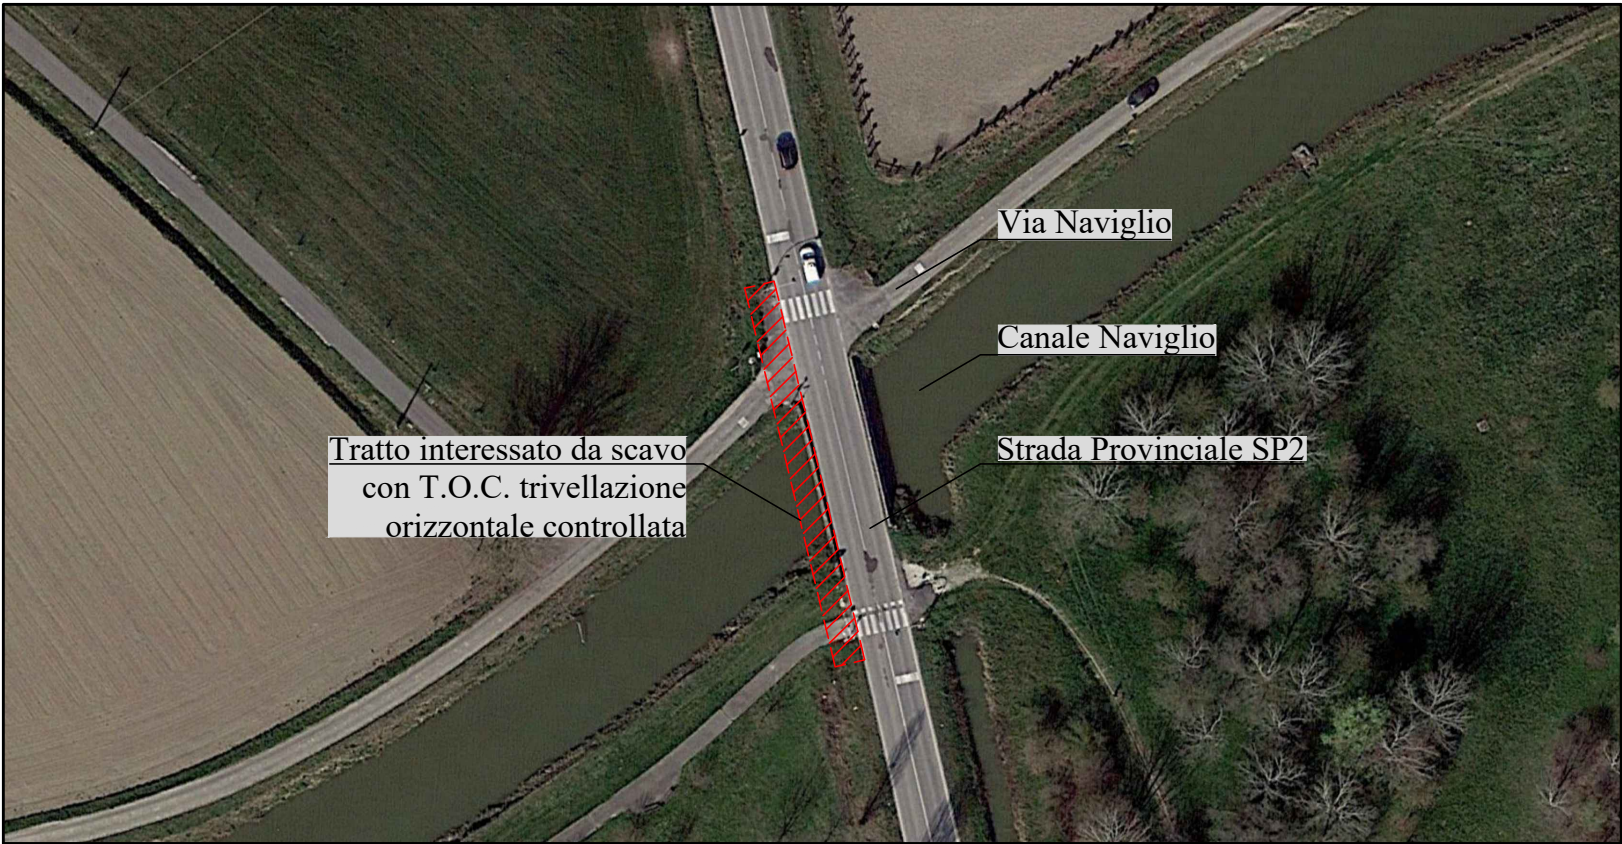 Via Naviglio
Canale Naviglio
Tratto interessato da scavo
con T.O.C. trivellazione
orizzontale controllata
Strada Provinciale SP2